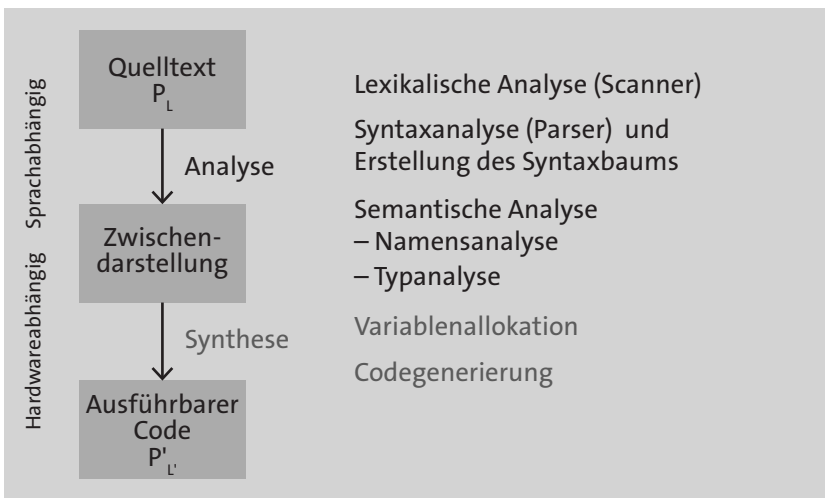 Sprachabhängig
Hardwareabhängig
Quelltext
P_L
Analyse
Zwischen-
darstellung
Synthese
Ausführbarer
Code
P'_L'
Lexikalische Analyse (Scanner)
Syntaxanalyse (Parser) und
Erstellung des Syntaxbaums
Semantische Analyse
– Namensanalyse
– Typanalyse
Variablenallokation
Codegenerierung